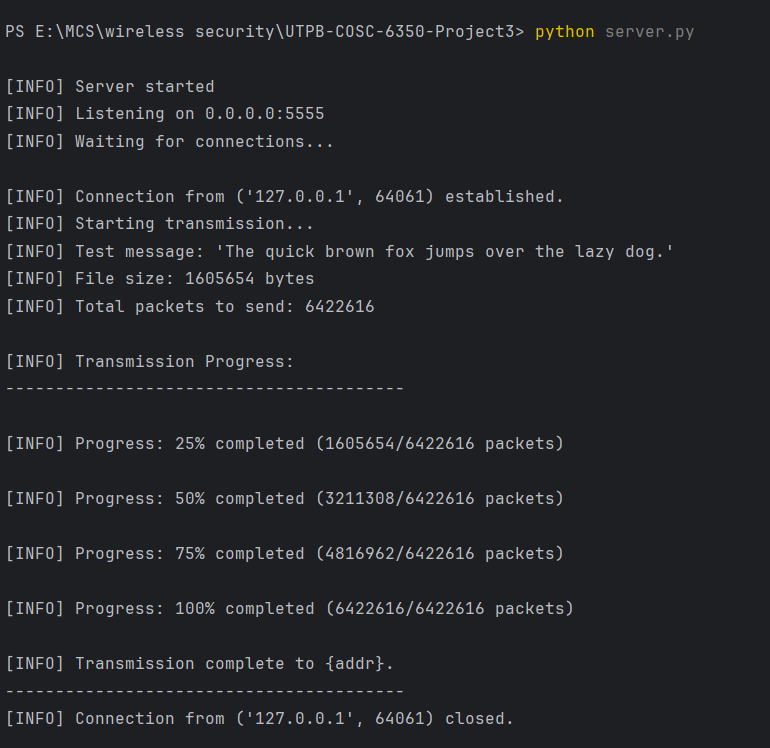 PS E:\MCS\wireless security\UTPB-COSC-6350-Project3> python server.py
[INFO] Server started
[INFO] Listening on 0.0.0.0:5555
[INFO] Waiting for connections...
[INFO] Connection from ('127.0.0.1', 64061) established.
[INFO] Starting transmission...
[INFO] Test message: 'The quick brown fox jumps over the lazy dog.'
[INFO] File size: 1605654 bytes
[INFO] Total packets to send: 6422616
[INFO] Transmission Progress:
----------------------------------------
[INFO] Progress: 25% completed (1605654/6422616 packets)
[INFO] Progress: 50% completed (3211308/6422616 packets)
[INFO] Progress: 75% completed (4816962/6422616 packets)
[INFO] Progress: 100% completed (6422616/6422616 packets)
[INFO] Transmission complete to {addr}.
----------------------------------------
[INFO] Connection from ('127.0.0.1', 64061) closed.